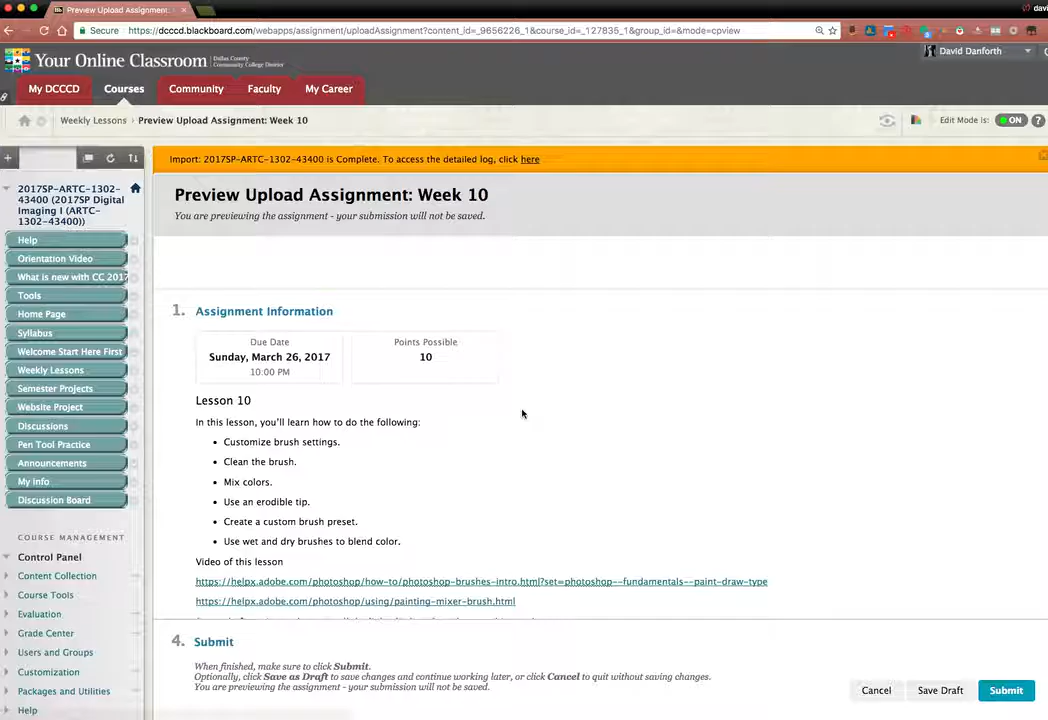 Preview Upload Assignment: W
davi
Secure
https://dcccd.blackboard.com/webapps/assignment/uploadAssignment?content_id=_9656226_1&course_id=_127835_1&group_id=&mode=cpview
Your Online Classroom
Dallas County
Community College District
David Danforth
My DCCCD
Courses
Community
Faculty
My Career
Weekly Lessons
Preview Upload Assignment: Week 10
Edit Mode is:
ON
?
Import: 2017SP-ARTC-1302-43400 is Complete. To access the detailed log, click here
2017SP-ARTC-1302-
43400 (2017SP Digital
Imaging I (ARTC-
1302-43400))
Help
Orientation Video
What is new with CC 2017
Tools
Home Page
Syllabus
Welcome Start Here First
Weekly Lessons
Semester Projects
Website Project
Discussions
Pen Tool Practice
Announcements
My Info
Discussion Board
COURSE MANAGEMENT
Control Panel
Content Collection
Course Tools
Evaluation
Grade Center
Users and Groups
Customization
Packages and Utilities
Help
Preview Upload Assignment: Week 10
You are previewing the assignment - your submission will not be saved.
1. Assignment Information
Due Date
Sunday, March 26, 2017
10:00 PM
Points Possible
10
Lesson 10
In this lesson, you'll learn how to do the following:
• Customize brush settings.
• Clean the brush.
• Mix colors.
• Use an erodible tip.
• Create a custom brush preset.
• Use wet and dry brushes to blend color.
Video of this lesson
https://helpx.adobe.com/photoshop/how-to/photoshop-brushes-intro.html?set=photoshop--fundamentals--paint-draw-type
https://helpx.adobe.com/photoshop/using/painting-mixer-brush.html
4. Submit
When finished, make sure to click Submit.
Optionally, click Save as Draft to save changes and continue working later, or click Cancel to quit without saving changes.
You are previewing the assignment - your submission will not be saved.
Cancel
Save Draft
Submit